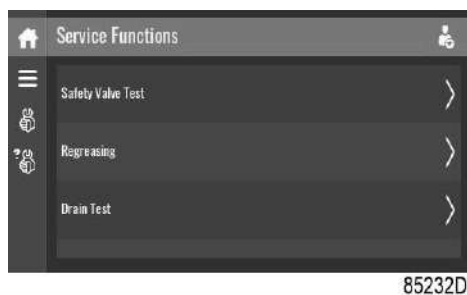 Service Functions
Safety Valve Test
Regreasing
Drain Test
85232D